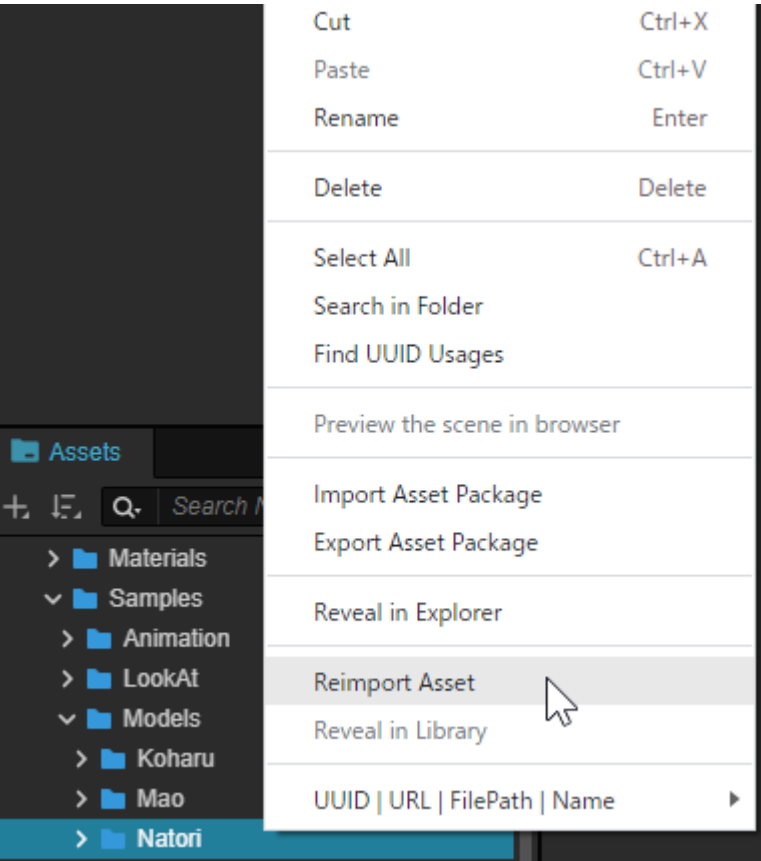 Cut Ctrl+X
Paste Ctrl+V
Rename Enter
Delete Delete
Select All Ctrl+A
Search in Folder
Find UUID Usages
Preview the scene in browser
Import Asset Package
Export Asset Package
Reveal in Explorer
Reimport Asset
Reveal in Library
UUID | URL | FilePath | Name
Assets
Search
Materials
Samples
Animation
LookAt
Models
Koharu
Mao
Natori